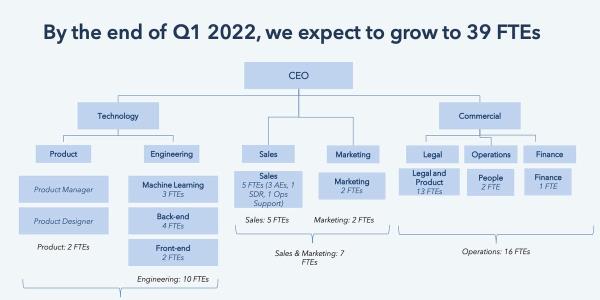 By the end of Q1 2022, we expect to grow to 39 FTEs
CEO
Technology
Commercial
Product
Engineering
Sales
Marketing
Legal
Operations
Finance
Product Manager
Product Designer
Product: 2 FTEs
Machine Learning
3 FTEs
Back-end
4 FTEs
Front-end
2 FTEs
Engineering: 10 FTEs
Sales
5 FTEs (3 AEs, 1
SDR, 1 Ops
Support)
Marketing
2 FTEs
Sales: 5 FTEs
Marketing: 2 FTEs
Sales & Marketing: 7
FTEs
Legal and
Product
13 FTEs
People
2 FTE
Finance
1 FTE
Operations: 16 FTEs